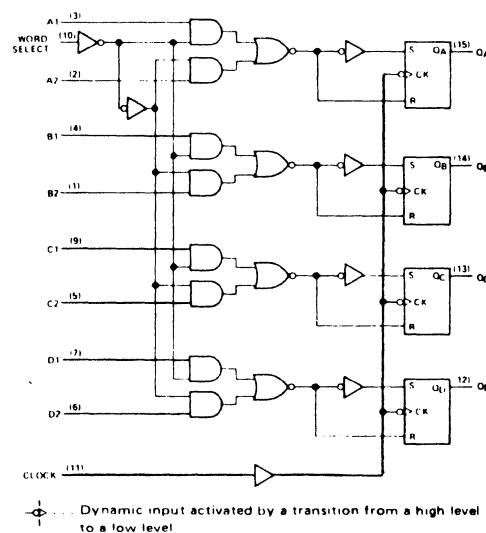 A1 (3)
WORD SELECT (10)
A2 (2)
S QA (15)
CK
R
B1 (4)
B2 (1)
S QB (14)
CK
R
C1 (9)
C2 (5)
S QC (13)
CK
R
D1 (7)
D2 (6)
S QD 12)
CK
R
CLOCK (11)
... Dynamic input activated by a transition from a high level
to a low level